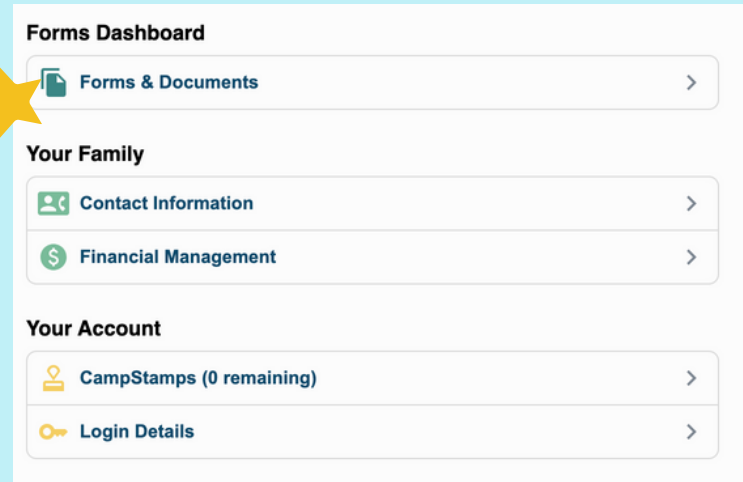 Forms Dashboard
Forms & Documents
Your Family
Contact Information
Financial Management
Your Account
CampStamps (0 remaining)
Login Details